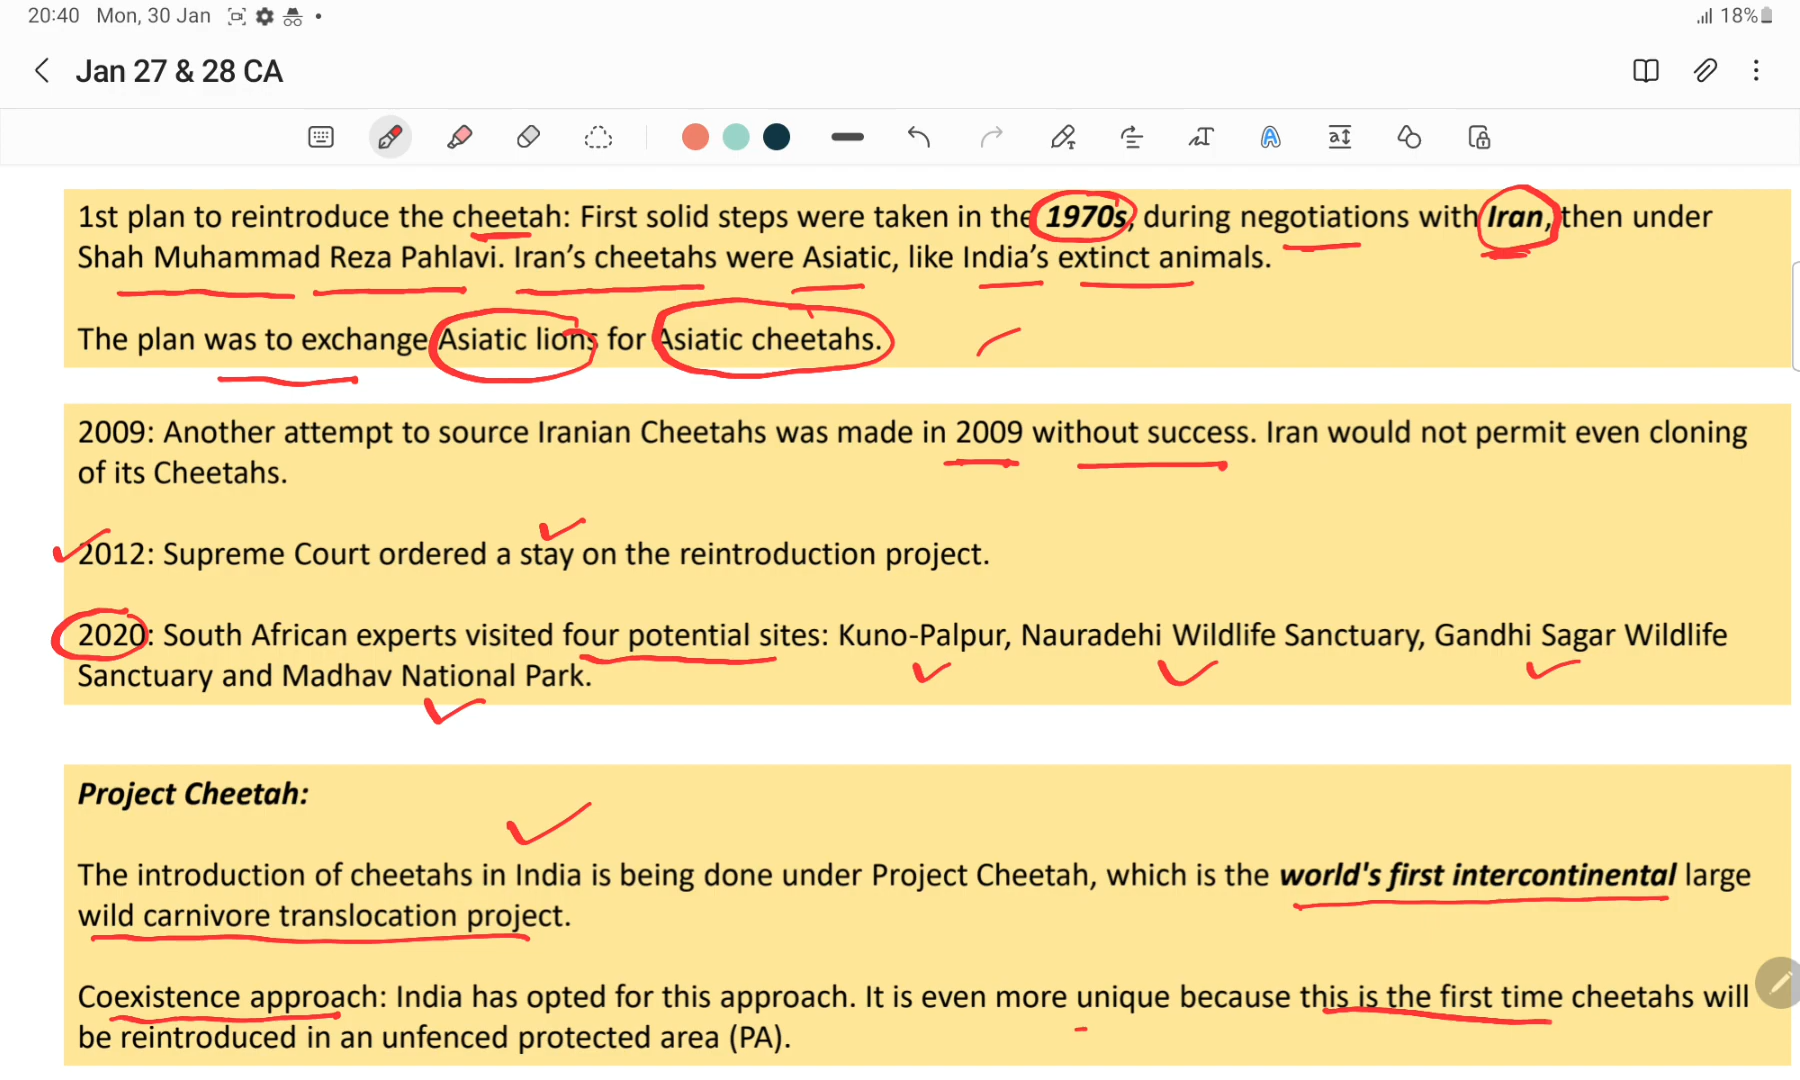 20:40 Mon, 30 Jan
18%
Jan 27 & 28 CA
1st plan to reintroduce the cheetah: First solid steps were taken in the 1970s, during negotiations with Iran, then under
Shah Muhammad Reza Pahlavi. Iran's cheetahs were Asiatic, like India's extinct animals.
The plan was to exchange Asiatic lions for Asiatic cheetahs.
2009: Another attempt to source Iranian Cheetahs was made in 2009 without success. Iran would not permit even cloning
of its Cheetahs.
2012: Supreme Court ordered a stay on the reintroduction project.
2020: South African experts visited four potential sites: Kuno-Palpur, Nauradehi Wildlife Sanctuary, Gandhi Sagar Wildlife
Sanctuary and Madhav National Park.
Project Cheetah:
The introduction of cheetahs in India is being done under Project Cheetah, which is the world's first intercontinental large
wild carnivore translocation project.
Coexistence approach: India has opted for this approach. It is even more unique because this is the first time cheetahs will
be reintroduced in an unfenced protected area (PA).